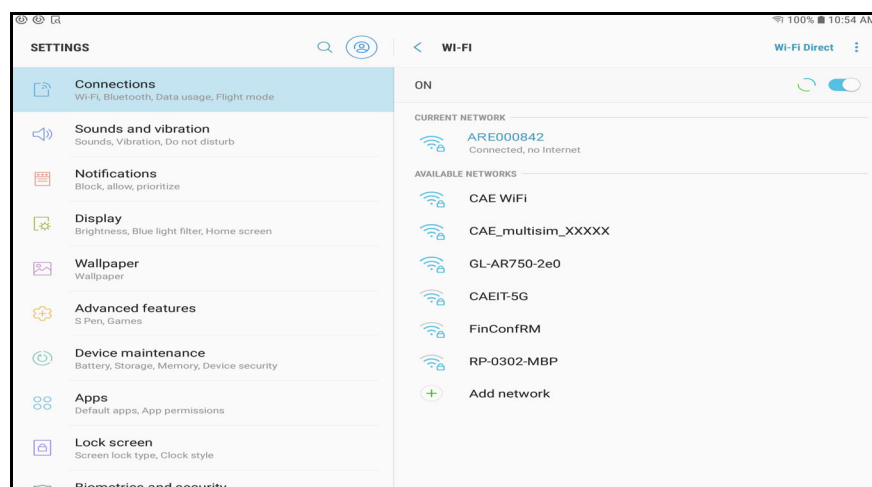 100% 10:54 AM
SETTINGS
Connections
Wi-Fi, Bluetooth, Data usage, Flight mode
Sounds and vibration
Sounds, Vibration, Do not disturb
Notifications
Block, allow, prioritize
Display
Brightness, Blue light filter, Home screen
Wallpaper
Wallpaper
Advanced features
S Pen, Games
Device maintenance
Battery, Storage, Memory, Device security
Apps
Default apps, App permissions
Lock screen
Screen lock type, Clock style
Biometrics and security
WI-FI
Wi-Fi Direct
ON
CURRENT NETWORK
ARE000842
Connected, no Internet
AVAILABLE NETWORKS
CAE WiFi
CAE_multisim_XXXXX
GL-AR750-2e0
CAEIT-5G
FinConfRM
RP-0302-MBP
Add network